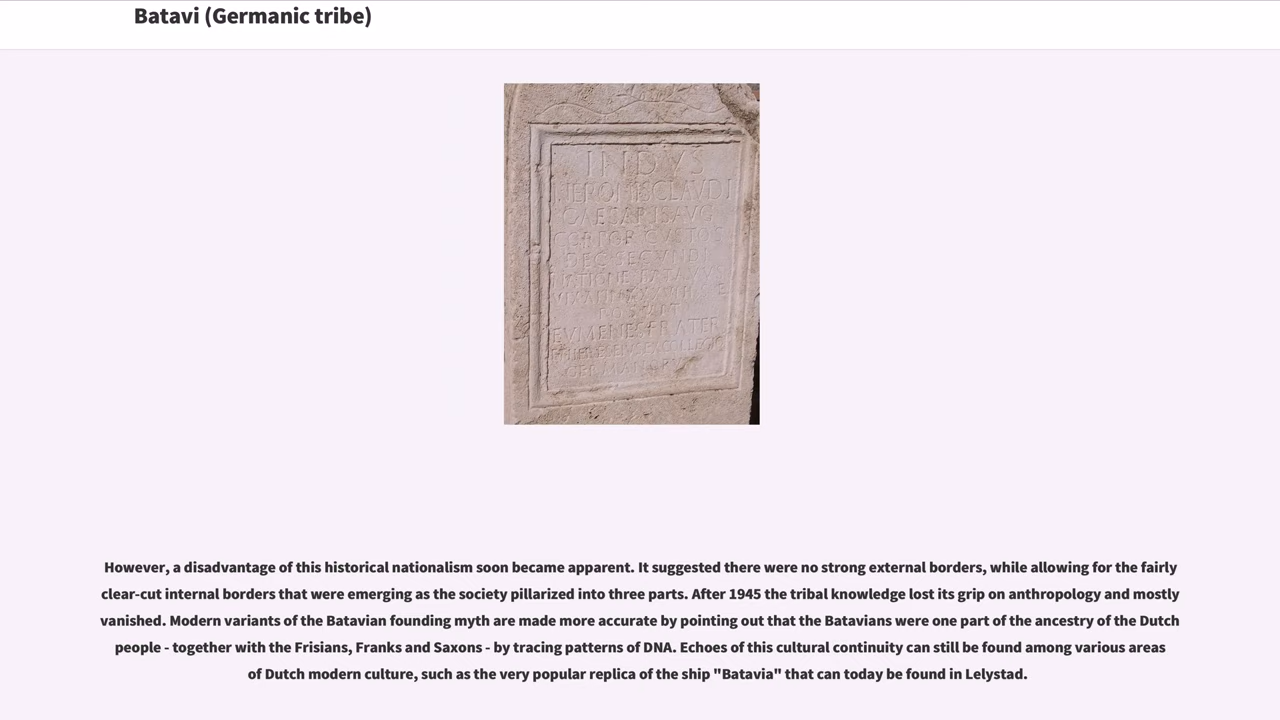 Batavi (Germanic tribe)
INDVS
NERONIS CLAVDI
CAESARIS AVG
CORPOR CVSTOS
DEC SECVNDI
NATIONE BATAVVS
EVMENES FRATER
GERMANORVM
However, a disadvantage of this historical nationalism soon became apparent. It suggested there were no strong external borders, while allowing for the fairly
clear-cut internal borders that were emerging as the society pillarized into three parts. After 1945 the tribal knowledge lost its grip on anthropology and mostly
vanished. Modern variants of the Batavian founding myth are made more accurate by pointing out that the Batavians were one part of the ancestry of the Dutch
people - together with the Frisians, Franks and Saxons - by tracing patterns of DNA. Echoes of this cultural continuity can still be found among various areas
of Dutch modern culture, such as the very popular replica of the ship "Batavia" that can today be found in Lelystad.